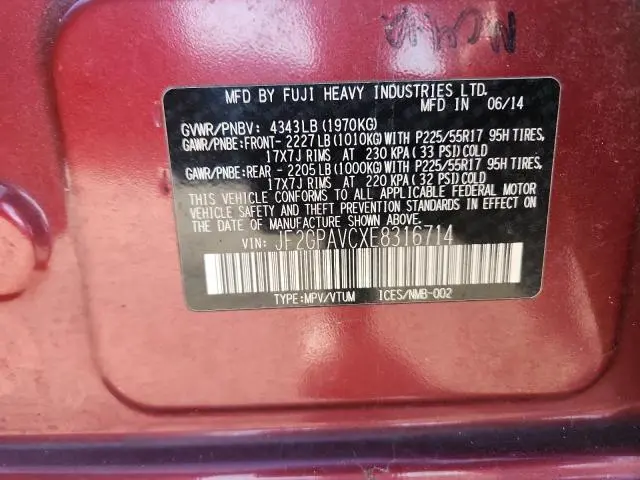 MFD BY FUJI HEAVY INDUSTRIES LTD.
MFD IN 06/14
GVWR/PNBV: 4343LB(1970KG)
GAWR/PNBE:FRONT- 2227LB(1010KG)WITH P225/55R17 95H TIRES,
17X7J RIMS AT 230 KPA(33 PSI)COLD
GAWR/PNBE:REAR - 2205LB(1000KG)WITH P225/55R17 95H TIRES,
17X7J RIMS AT 220 KPA(32 PSI)COLD
THIS VEHICLE CONFORMS TO ALL APPLICABLE FEDERAL MOTOR
VEHICLE SAFETY AND THEFT PREVENTION STANDARDS IN EFFECT ON
THE DATE OF MANUFACTURE SHOWN ABOVE.
VIN: JF2GPAVCXE8316714
TYPE:MPV/VTUM ICES/NMB-002